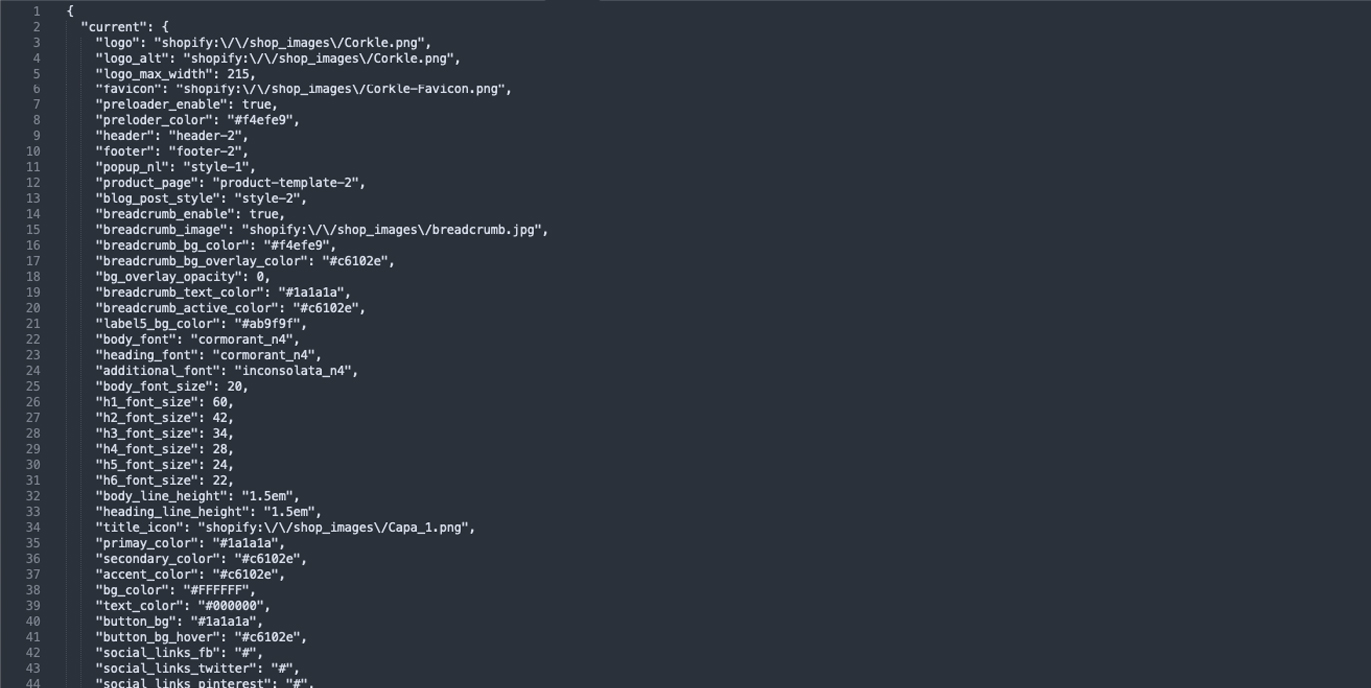 1 {
2 "current": {
3 "logo": "shopify:\/\/shop_images\/Corkle.png",
4 "logo_alt": "shopify:\/\/shop_images\/Corkle.png",
5 "logo_max_width": 215,
6 "favicon": "shopify:\/\/shop_images\/Corkle-Favicon.png",
7 "preloader_enable": true,
8 "preloder_color": "#f4efe9",
9 "header": "header-2",
10 "footer": "footer-2",
11 "popup_nl": "style-1",
12 "product_page": "product-template-2",
13 "blog_post_style": "style-2",
14 "breadcrumb_enable": true,
15 "breadcrumb_image": "shopify:\/\/shop_images\/breadcrumb.jpg",
16 "breadcrumb_bg_color": "#f4efe9",
17 "breadcrumb_bg_overlay_color": "#c6102e",
18 "bg_overlay_opacity": 0,
19 "breadcrumb_text_color": "#1a1a1a",
20 "breadcrumb_active_color": "#c6102e",
21 "label5_bg_color": "#ab9f9f",
22 "body_font": "cormorant_n4",
23 "heading_font": "cormorant_n4",
24 "additional_font": "inconsolata_n4",
25 "body_font_size": 20,
26 "h1_font_size": 60,
27 "h2_font_size": 42,
28 "h3_font_size": 34,
29 "h4_font_size": 28,
30 "h5_font_size": 24,
31 "h6_font_size": 22,
32 "body_line_height": "1.5em",
33 "heading_line_height": "1.5em",
34 "title_icon": "shopify:\/\/shop_images\/Capa_1.png",
35 "primay_color": "#1a1a1a",
36 "secondary_color": "#c6102e",
37 "accent_color": "#c6102e",
38 "bg_color": "#FFFFFF",
39 "text_color": "#000000",
40 "button_bg": "#1a1a1a",
41 "button_bg_hover": "#c6102e",
42 "social_links_fb": "#",
43 "social_links_twitter": "#",
44 "social_links_pinterest": "#",